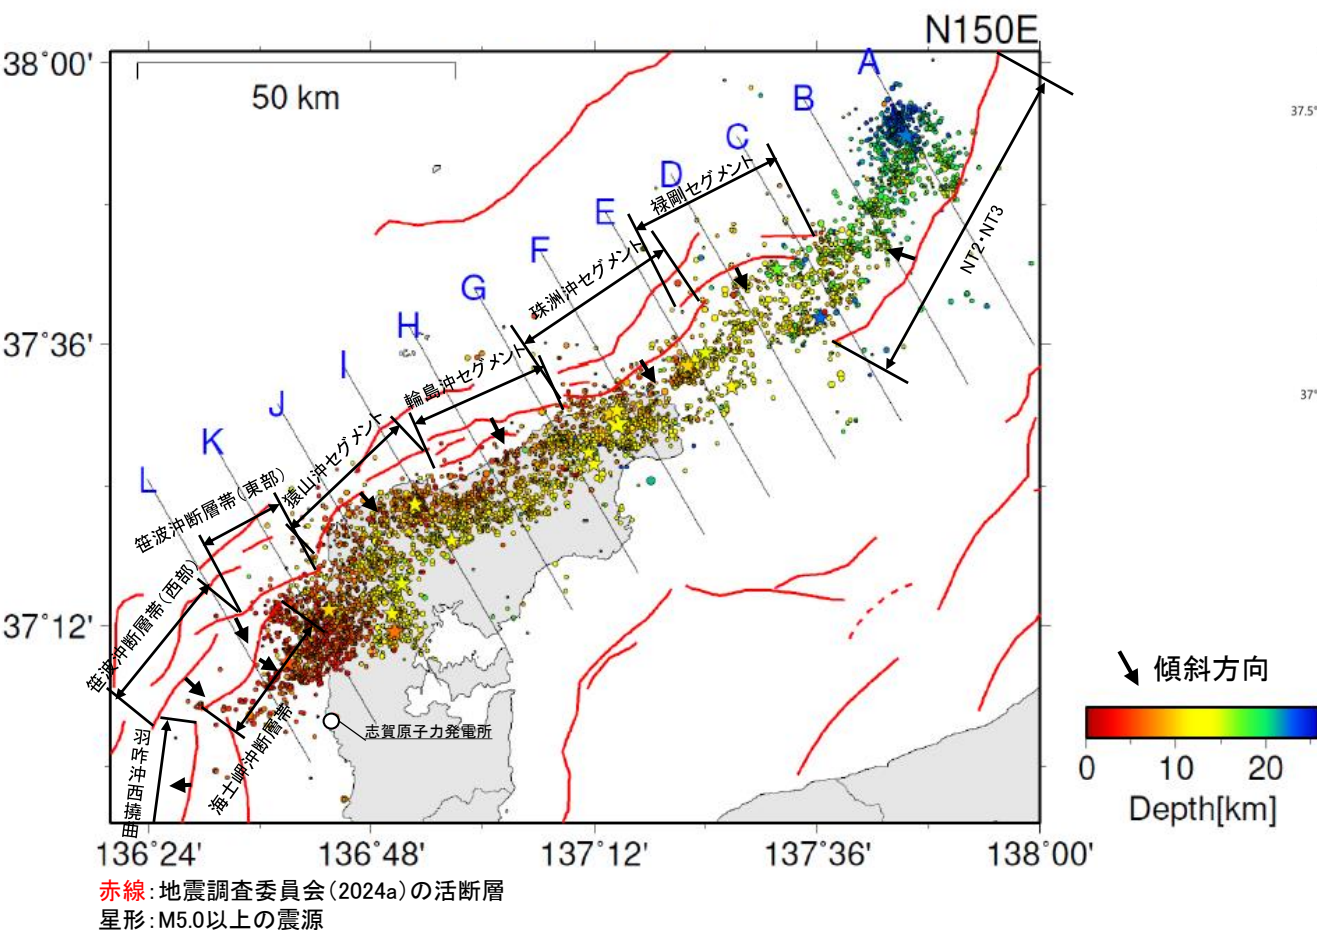 N150E
38°00'
37°36'
37°12'
50 km
A
B
C
D
E
F
G
H
I
J
K
L
禄剛セグメント
珠洲沖セグメント
輪島沖セグメント
猿山沖セグメント
笹波沖断層帯(東部)
笹波沖断層帯(西部)
海士岬沖断層帯
羽咋沖西撓曲
NT2・NT3
志賀原子力発電所
136°24'
136°48'
137°12'
137°36'
138°00'
37.5°
37°
傾斜方向
0
10
20
Depth[km]
赤線:地震調査委員会(2024a)の活断層
星形:M5.0以上の震源